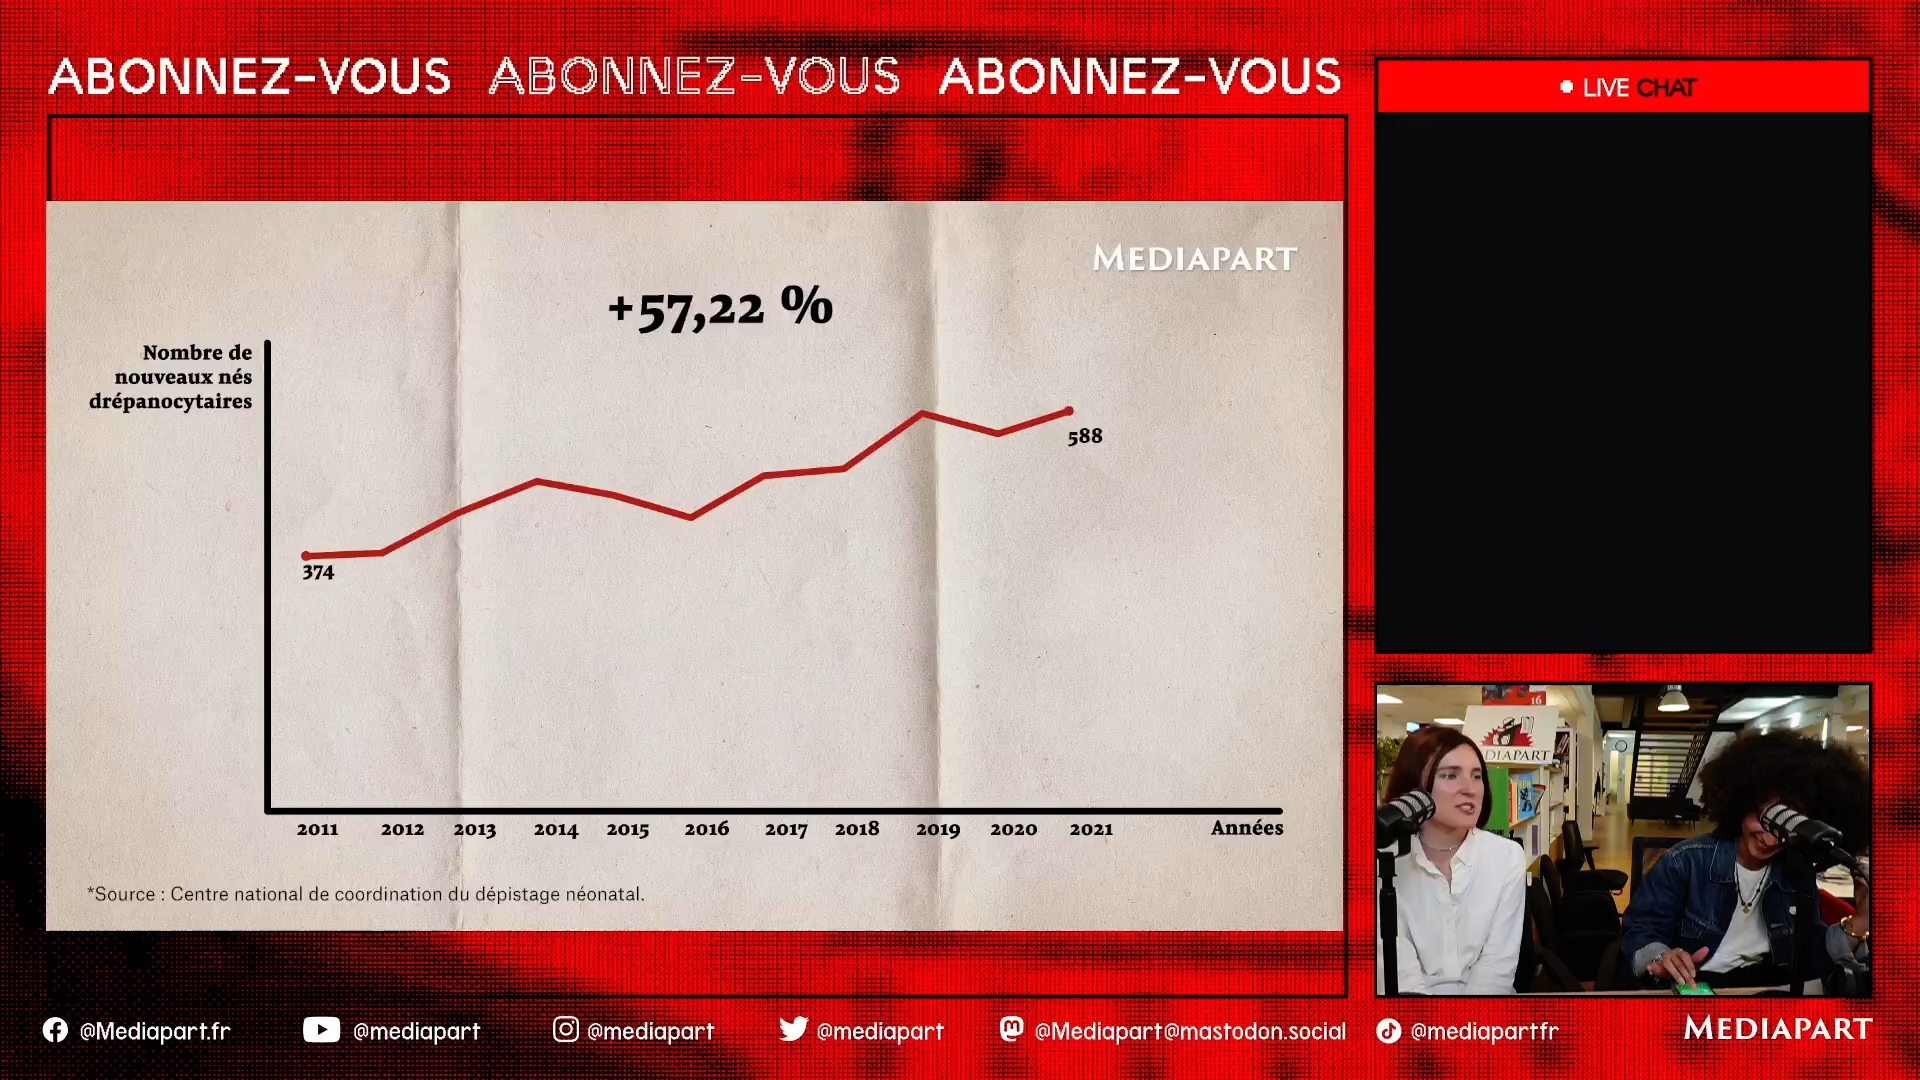 ABONNEZ-VOUS ABONNEZ-VOUS ABONNEZ-VOUS
LIVE CHAT
MEDIAPART
+57,22 %
Nombre de
nouveaux nés
drépanocytaires
588
374
2011 2012 2013 2014 2015 2016 2017 2018 2019 2020 2021 Années
*Source : Centre national de coordination du dépistage néonatal.
16
DIAPART
@Mediapart.fr @mediapart @mediapart @mediapart @Mediapart@mastodon.social @mediapartfr MEDIAPART